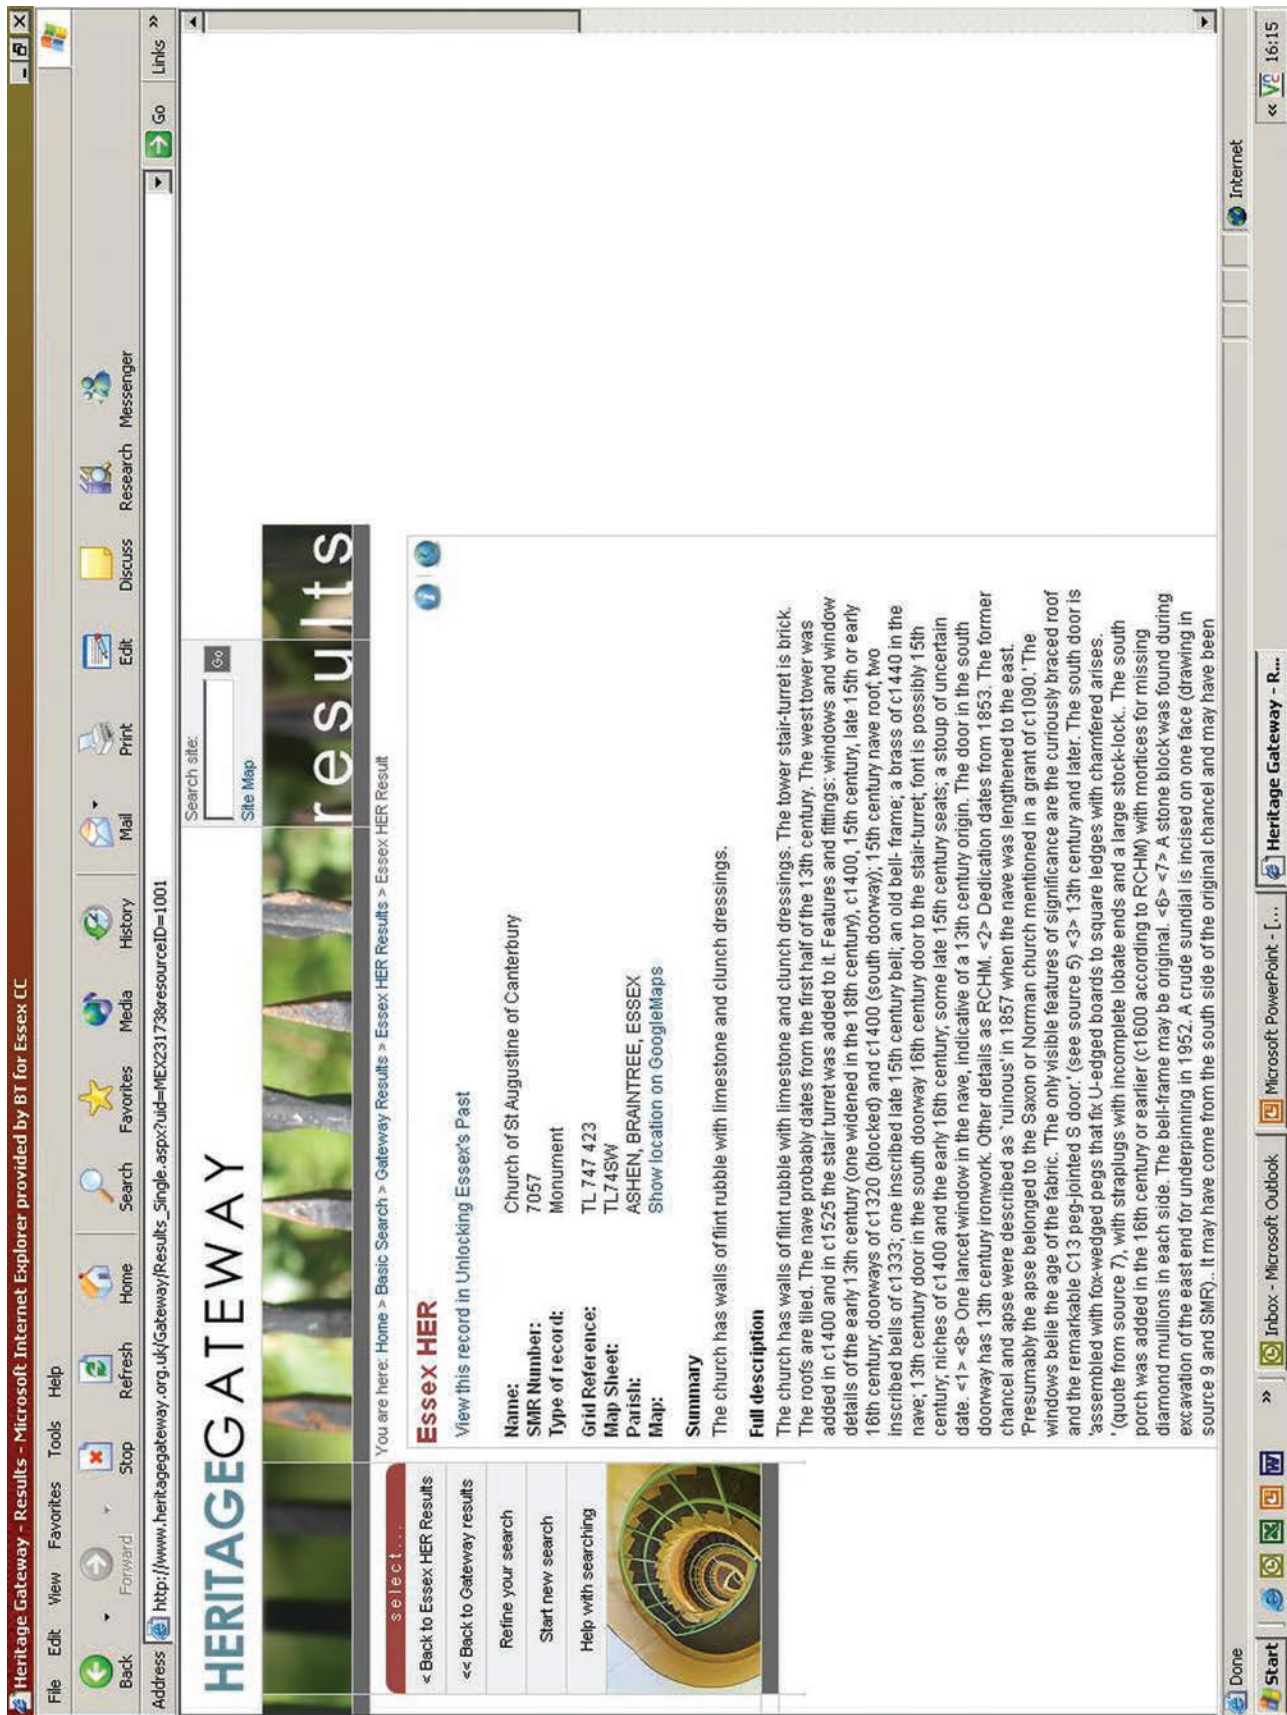 Heritage Gateway - Results - Microsoft Internet Explorer provided by BT for Essex CC
File Edit View Favorites Tools Help
Back Forward Stop Refresh Home Search Favorites Media History Mail Print Edit Discuss Research Messenger
Address http://www.heritagegateway.org.uk/Gateway/Results_Single.aspx?uid=MEX23173&resourceID=1001 Go Links »
HERITAGEGATEWAY
Search site:
Go
Site Map
results
You are here: Home > Basic Search > Gateway Results > Essex HER Results > Essex HER Result
select...
< Back to Essex HER Results
<< Back to Gateway results
Refine your search
Start new search
Help with searching
Essex HER
View this record in Unlocking Essex's Past
Name: Church of St Augustine of Canterbury
SMR Number: 7057
Type of record: Monument
Grid Reference: TL 747 423
Map Sheet: TL74SW
Parish: ASHEN, BRAINTREE, ESSEX
Map: Show location on GoogleMaps
Summary
The church has walls of flint rubble with limestone and clunch dressings.
Full description
The church has walls of flint rubble with limestone and clunch dressings. The tower stair-turret is brick.
The roofs are tiled. The nave probably dates from the first half of the 13th century. The west tower was
added in c1400 and in c1525 the stair turret was added to it. Features and fittings: windows and window
details of the early 13th century (one widened in the 18th century), c1400, 15th century, late 15th or early
16th century, doorways of c1320 (blocked) and c1400 (south doorway); 15th century nave roof; two
inscribed bells of c1333; one inscribed late 15th century bell; an old bell- frame; a brass of c1440 in the
nave; 13th century door in the south doorway 16th century door to the stair-turret; font is possibly 15th
century; niches of c1400 and the early 16th century; some late 15th century seats; a stoup of uncertain
date. <1> <8> One lancet window in the nave, indicative of a 13th century origin. The door in the south
doorway has 13th century ironwork. Other details as RCHM. <2> Dedication dates from 1853. The former
chancel and apse were described as `ruinous' in 1857 when the nave was lengthened to the east.
'Presumably the apse belonged to the Saxon or Norman church mentioned in a grant of c1090.' The
windows belie the age of the fabric. 'The only visible features of significance are the curiously braced roof
and the remarkable C13 peg-jointed S door.' (see source 5) <3> 13th century and later. The south door is
'assembled with fox-wedged pegs that fix U-edged boards to square ledges with chamfered arises.
' (quote from source 7), with straplugs with incomplete lobate ends and a large stock-lock.. The south
porch was added in the 16th century or earlier (c1600 according to RCHM) with mortices for missing
diamond mullions in each side. The bell-frame may be original. <6> <7> A stone block was found during
excavation of the east end for underpinning in 1952. A crude sundial is incised on one face (drawing in
source 9 and SMR).. It may have come from the south side of the original chancel and may have been
Done Internet
Start » Inbox - Microsoft Outlook Microsoft PowerPoint - [... Heritage Gateway - R... « 16:15